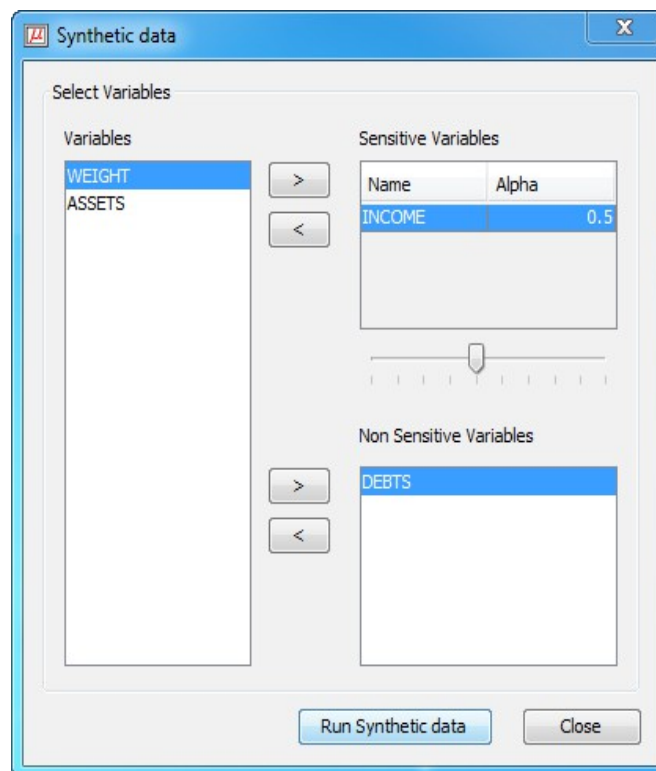 μ Synthetic data X
Select Variables
Variables
WEIGHT
ASSETS
>
<
Sensitive Variables
Name Alpha
INCOME 0.5
Non Sensitive Variables
>
<
DEBTS
Run Synthetic data Close